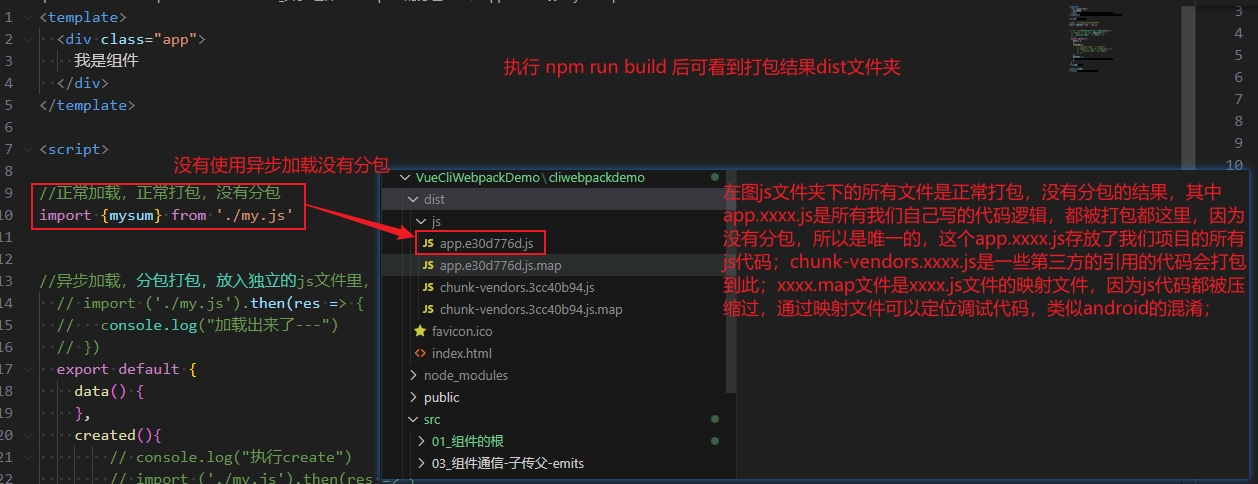 1 <template>
2 <div class="app">
3 我是组件
4 </div>
5 </template>
6
7 <script>
8
9 //正常加载，正常打包，没有分包
10 import {mysum} from './my.js'
11
12
13 //异步加载，分包打包，放入独立的js文件里，
14 // import ('./my.js').then(res => {
15 // console.log("加载出来了---")
16 // })
17 export default {
18 data() {
19 },
20 created(){
21 // console.log("执行create")
22 // import ('./my.js').then(res => {
执行 npm run build 后可看到打包结果dist文件夹
没有使用异步加载没有分包
VueCliWebpackDemo\cliwebpackdemo
dist
js
JS app.e30d776d.js
JS app.e30d776d.js.map
JS chunk-vendors.3cc40b94.js
JS chunk-vendors.3cc40b94.js.map
favicon.ico
<> index.html
node_modules
public
src
01_组件的根
03_组件通信-子传父-emits
在图js文件夹下的所有文件是正常打包，没有分包的结果，其中
app.xxxx.js是所有我们自己写的代码逻辑，都被打包都这里，因为
没有分包，所以是唯一的，这个app.xxxx.js存放了我们项目的所有
js代码；chunk-vendors.xxxx.js是一些第三方的引用的代码会打包
到此；xxxx.map文件是xxxx.js文件的映射文件，因为js代码都被压
缩过，通过映射文件可以定位调试代码，类似android的混淆；
3
4
5
6
7
8
9
10